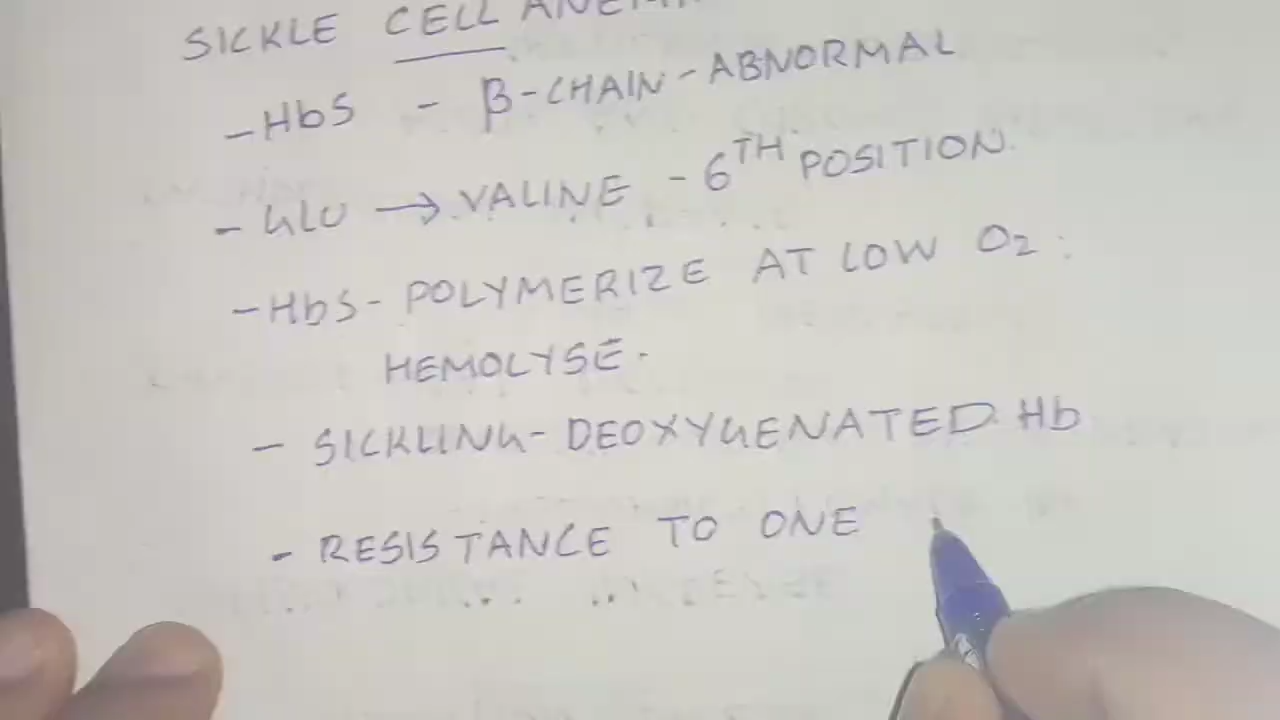 SICKLE CELL ANEM
- HbS - β-CHAIN - ABNORMAL
- GLU → VALINE - 6TH POSITION.
- HbS - POLYMERIZE AT LOW O2.
HEMOLYSE.
- SICKLING - DEOXYGENATED Hb
- RESISTANCE TO ONE